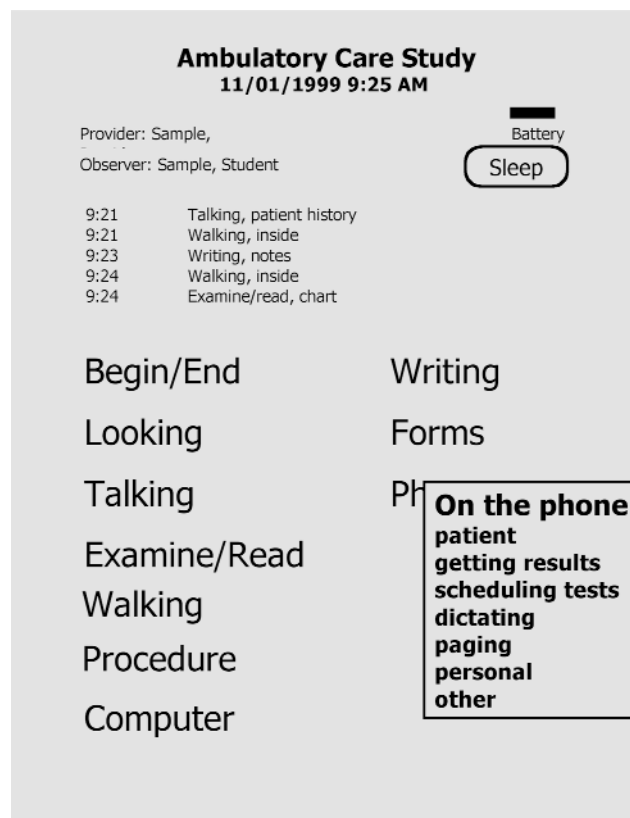 Ambulatory Care Study
11/01/1999 9:25 AM
Battery
Provider: Sample,
Observer: Sample, Student
Sleep
9:21 Talking, patient history
9:21 Walking, inside
9:23 Writing, notes
9:24 Walking, inside
9:24 Examine/read, chart
Begin/End
Looking
Talking
Examine/Read
Walking
Procedure
Computer
Writing
Forms
Ph
On the phone
patient
getting results
scheduling tests
dictating
paging
personal
other